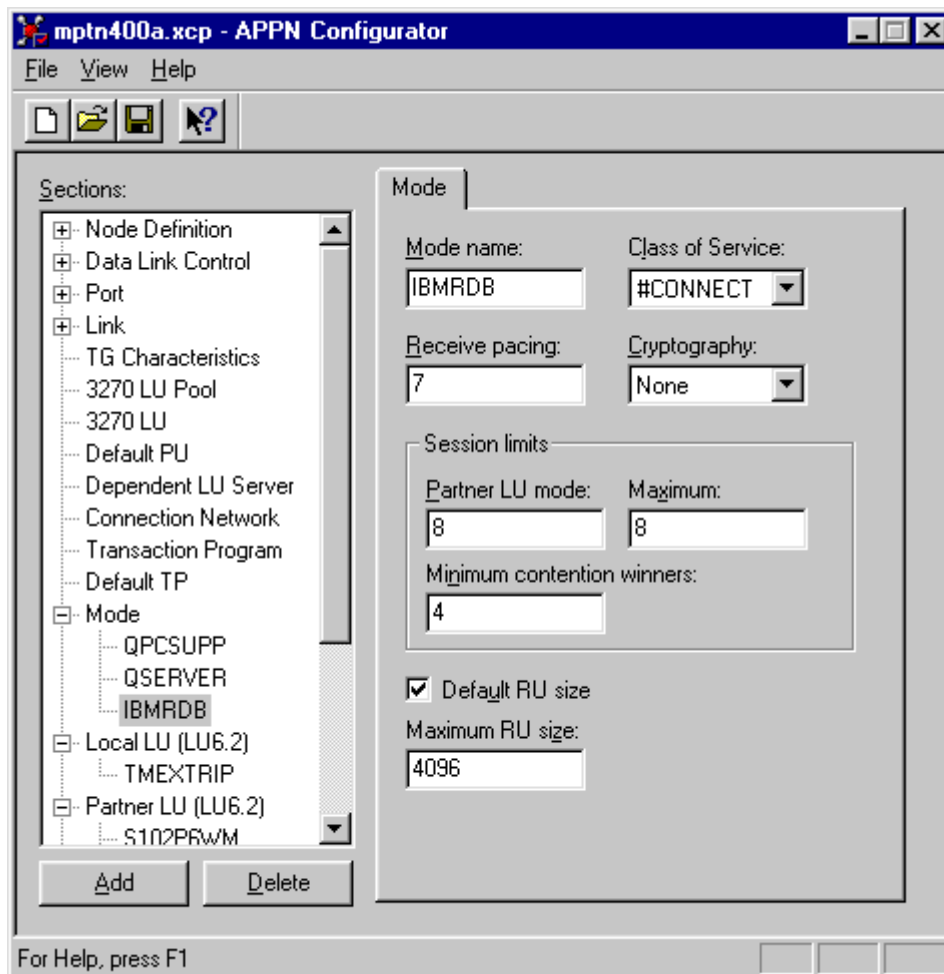 mptn400a.xcp - APPN Configurator
File View Help
Sections:
Node Definition
Data Link Control
Port
Link
TG Characteristics
3270 LU Pool
3270 LU
Default PU
Dependent LU Server
Connection Network
Transaction Program
Default TP
Mode
QPCSUPP
QSERVER
IBMRDB
Local LU (LU6.2)
TMEXTRIP
Partner LU (LU6.2)
S102P6WM
Add Delete
Mode
Mode name: Class of Service:
IBMRDB #CONNECT
Receive pacing: Cryptography:
7 None
Session limits
Partner LU mode: Maximum:
8 8
Minimum contention winners:
4
Default RU size
Maximum RU size:
4096
For Help, press F1